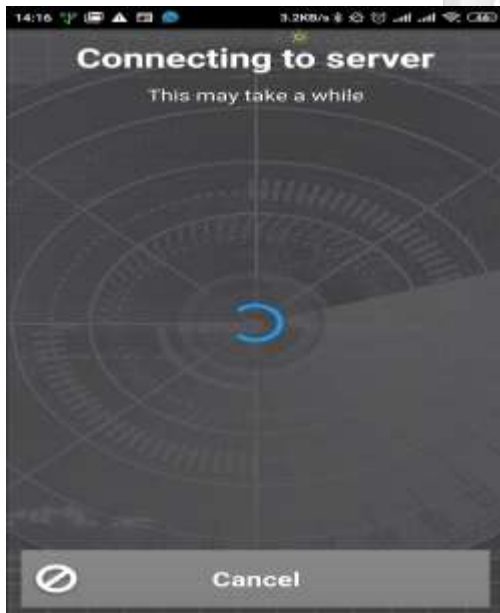 14:16 3.2KB/s
Connecting to server
This may take a while
Cancel